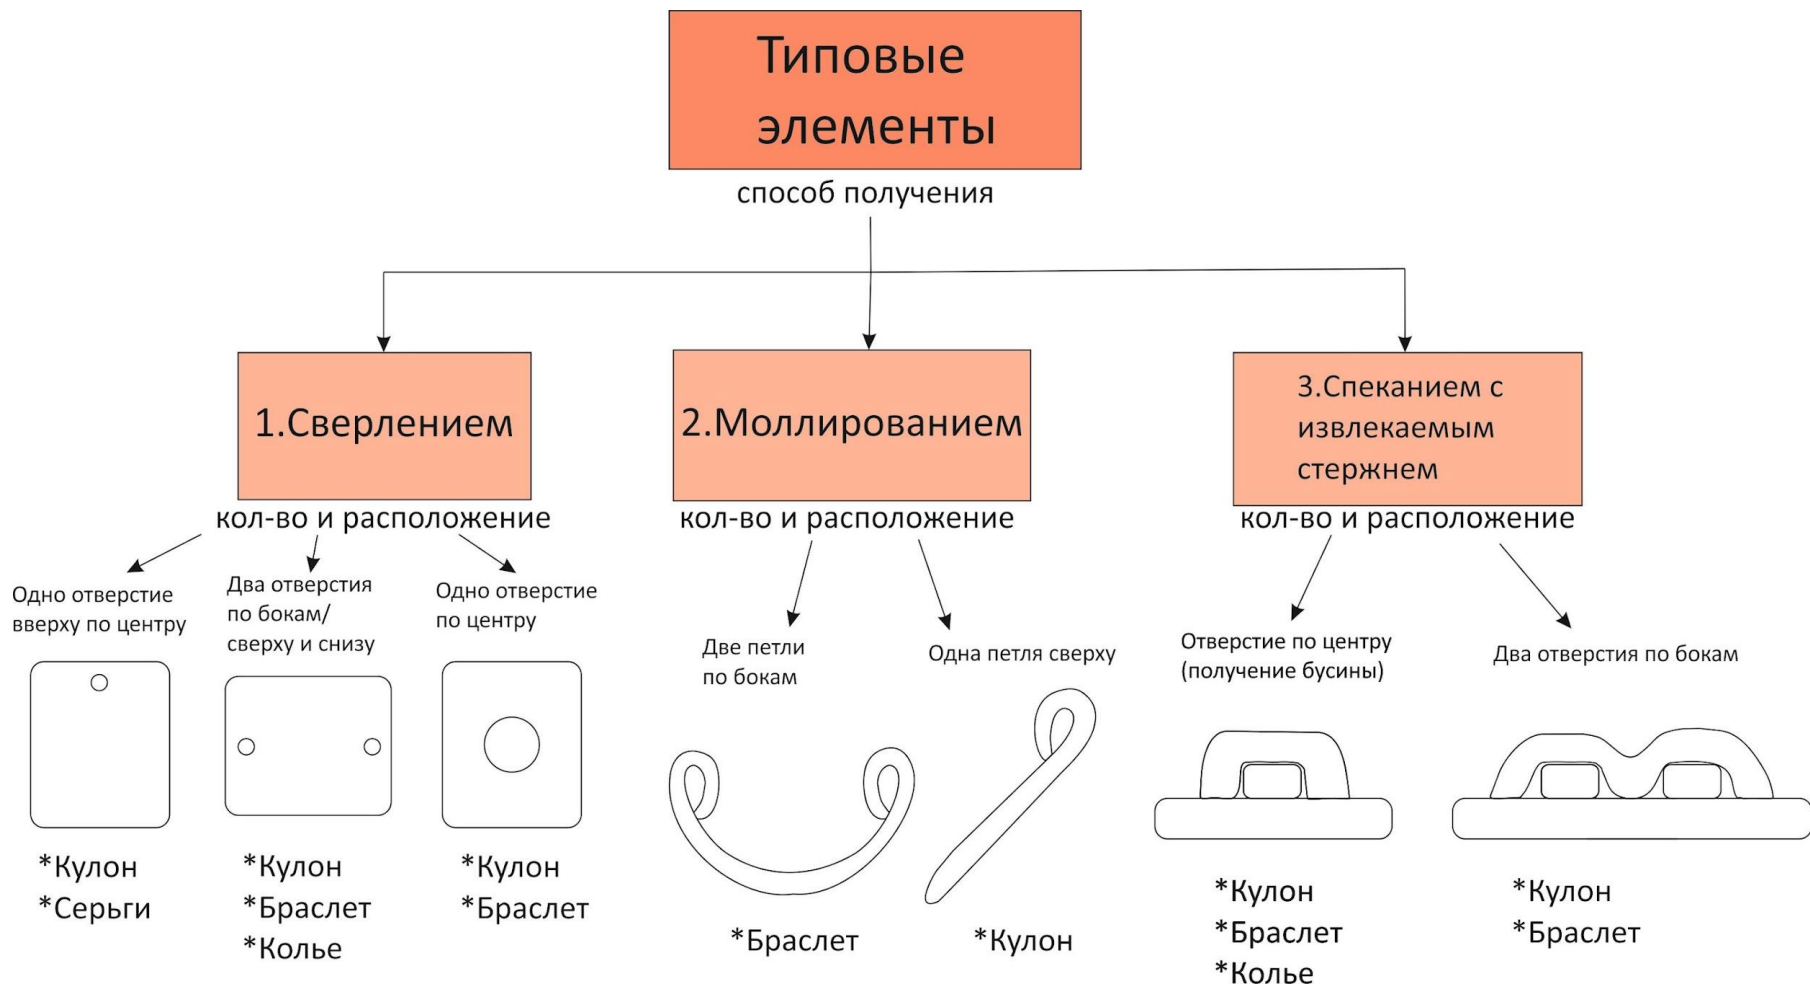 Типовые
элементы
способ получения
1.Сверлением
кол-во и расположение
Одно отверстие
вверху по центру
*Кулон
*Серьги
Два отверстия
по бокам/
сверху и снизу
*Кулон
*Браслет
*Колье
Одно отверстие
по центру
*Кулон
*Браслет
2.Моллированием
кол-во и расположение
Две петли
по бокам
*Браслет
Одна петля сверху
*Кулон
3.Спеканием с
извлекаемым
стержнем
кол-во и расположение
Отверстие по центру
(получение бусины)
*Кулон
*Браслет
*Колье
Два отверстия по бокам
*Кулон
*Браслет